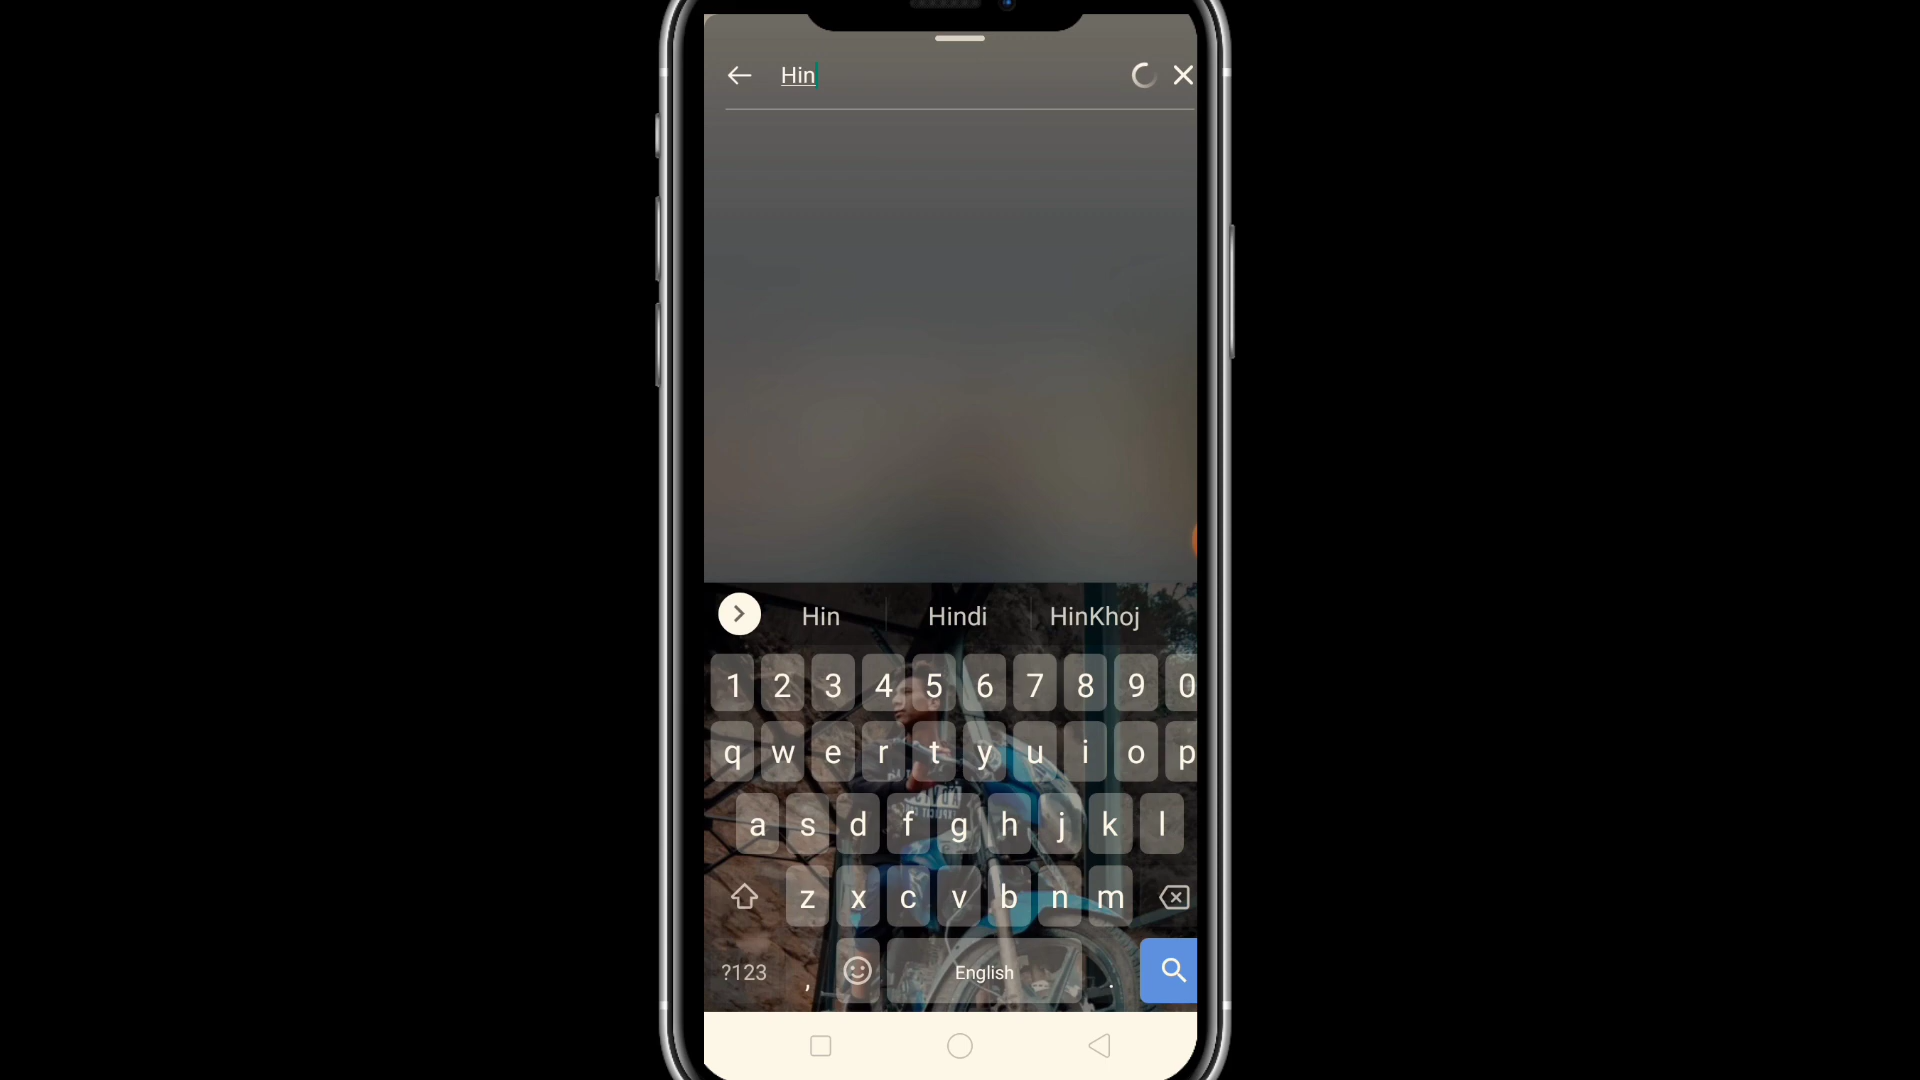 Hin
Hin Hindi HinKhoj
1 2 3 4 5 6 7 8 9 0
q w e r t y u i o p
a s d f g h j k l
z x c v b n m
?123 , English .